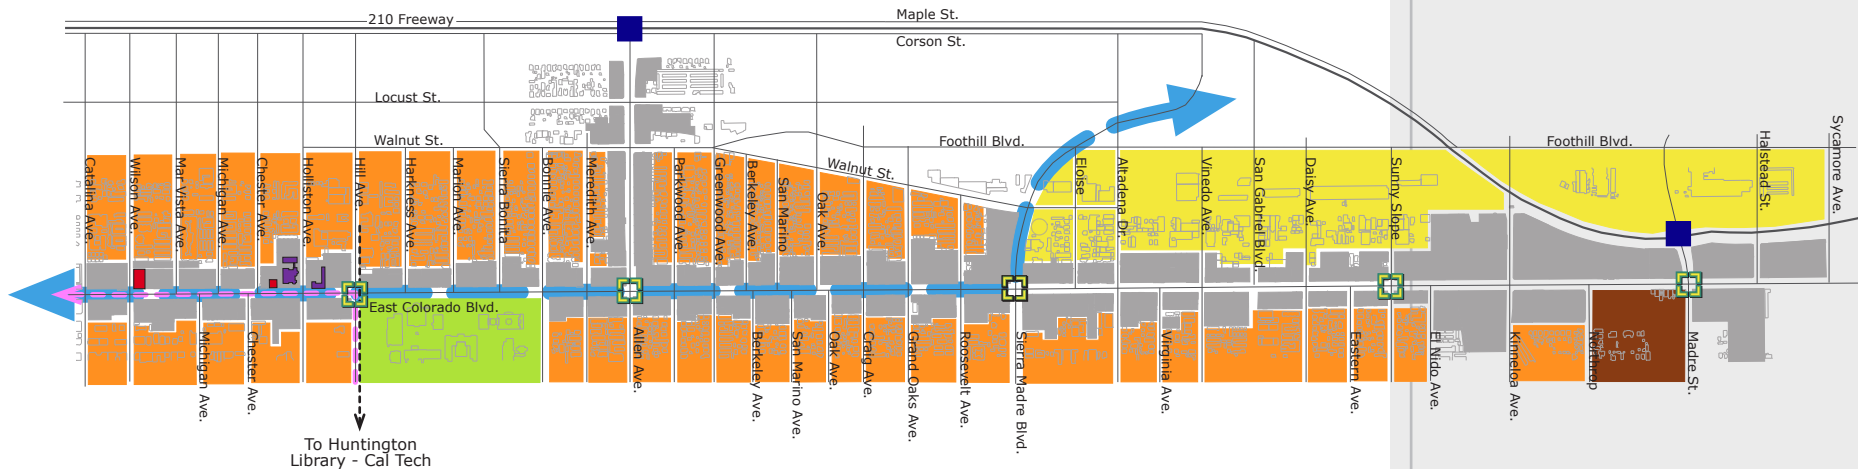 210 Freeway
Maple St.
Corson St.
Locust St.
Walnut St.
Foothill Blvd.
Foothill Blvd.
Walnut St.
Catalina Ave.
Wilson Ave.
Mar Vista Ave.
Michigan Ave.
Chester Ave.
Holliston Ave.
Hill Ave.
Harkness Ave.
Marion Ave.
Sierra Bonita
Bonnie Ave.
Meredith Ave.
Parkwood Ave.
Greenwood Ave.
Berkeley Ave.
San Marino
Oak Ave.
Eloise
Altadena Dr.
Vinedo Ave.
San Gabriel Blvd.
Daisy Ave.
Sunny Slope
Halstead St.
Sycamore Ave.
East Colorado Blvd.
Michigan Ave.
Chester Ave.
Allen Ave.
Berkeley Ave.
San Marino Ave.
Oak Ave.
Craig Ave.
Grand Oaks Ave.
Roosevelt Ave.
Sierra Madre Blvd.
Virginia Ave.
Eastern Ave.
El Nido Ave.
Kinneloa Ave.
Northrop
Madre St.
To Huntington
Library - Cal Tech